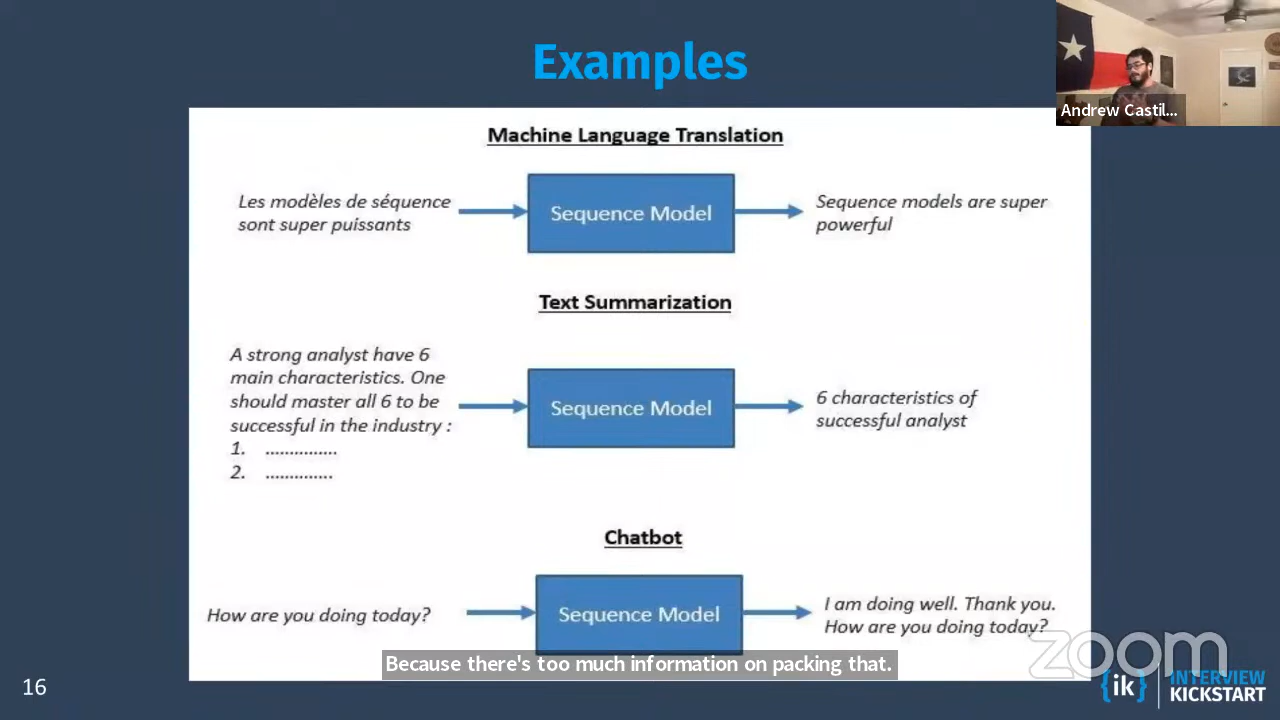 Examples
Andrew Castil...
Machine Language Translation
Les modèles de séquence
sont super puissants
Sequence Model
Sequence models are super
powerful
Text Summarization
A strong analyst have 6
main characteristics. One
should master all 6 to be
successful in the industry :
1. ...............
2. ..............
Sequence Model
6 characteristics of
successful analyst
Chatbot
How are you doing today?
Sequence Model
I am doing well. Thank you.
How are you doing today?
Because there's too much information on packing that.
zoom
16
{ik}
INTERVIEW
KICKSTART